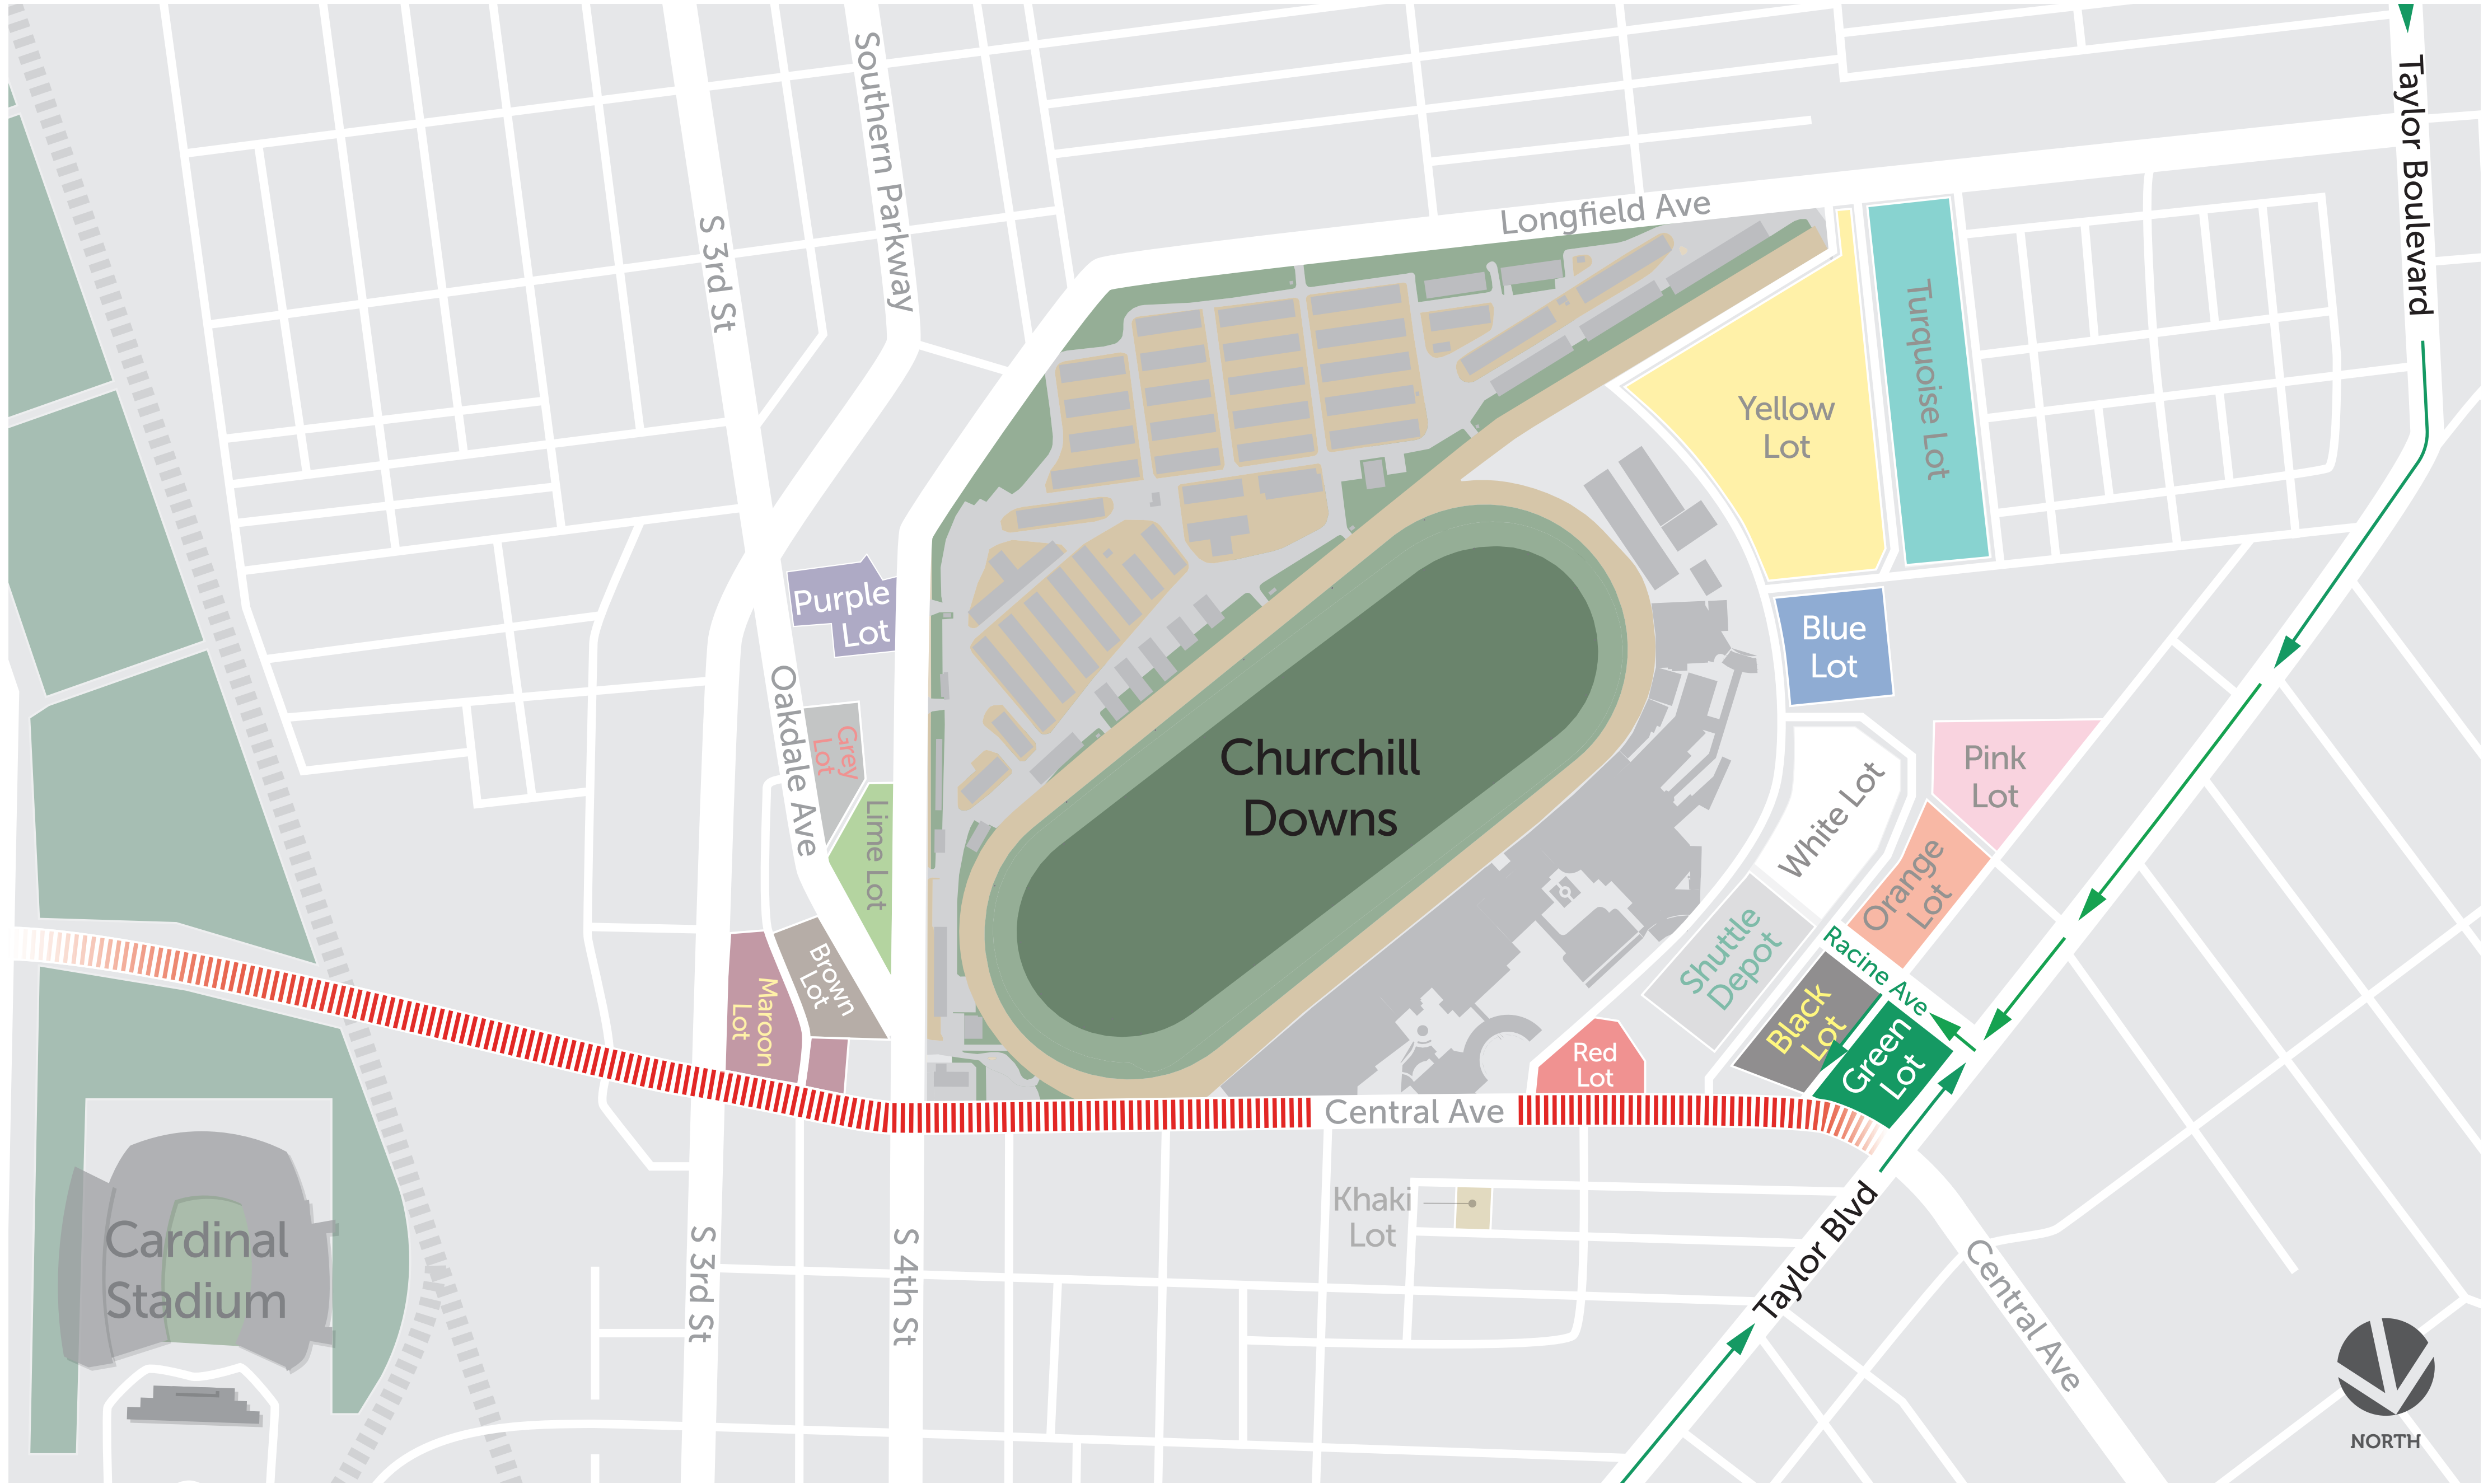 Southern Parkway
Taylor Boulevard
S 3rd St
Longfield Ave
Turquoise Lot
Yellow
Lot
Purple
Lot
Blue
Lot
Oakdale Ave
Grey
Lot
Churchill
Downs
Pink
Lot
White Lot
Lime Lot
Orange
Lot
Shuttle
Depot
Racine Ave
Brown
Lot
Maroon
Lot
Black
Lot
Green
Lot
Red
Lot
Central Ave
Khaki
Lot
Cardinal
Stadium
S 3rd St
S 4th St
Taylor Blvd
Central Ave
NORTH